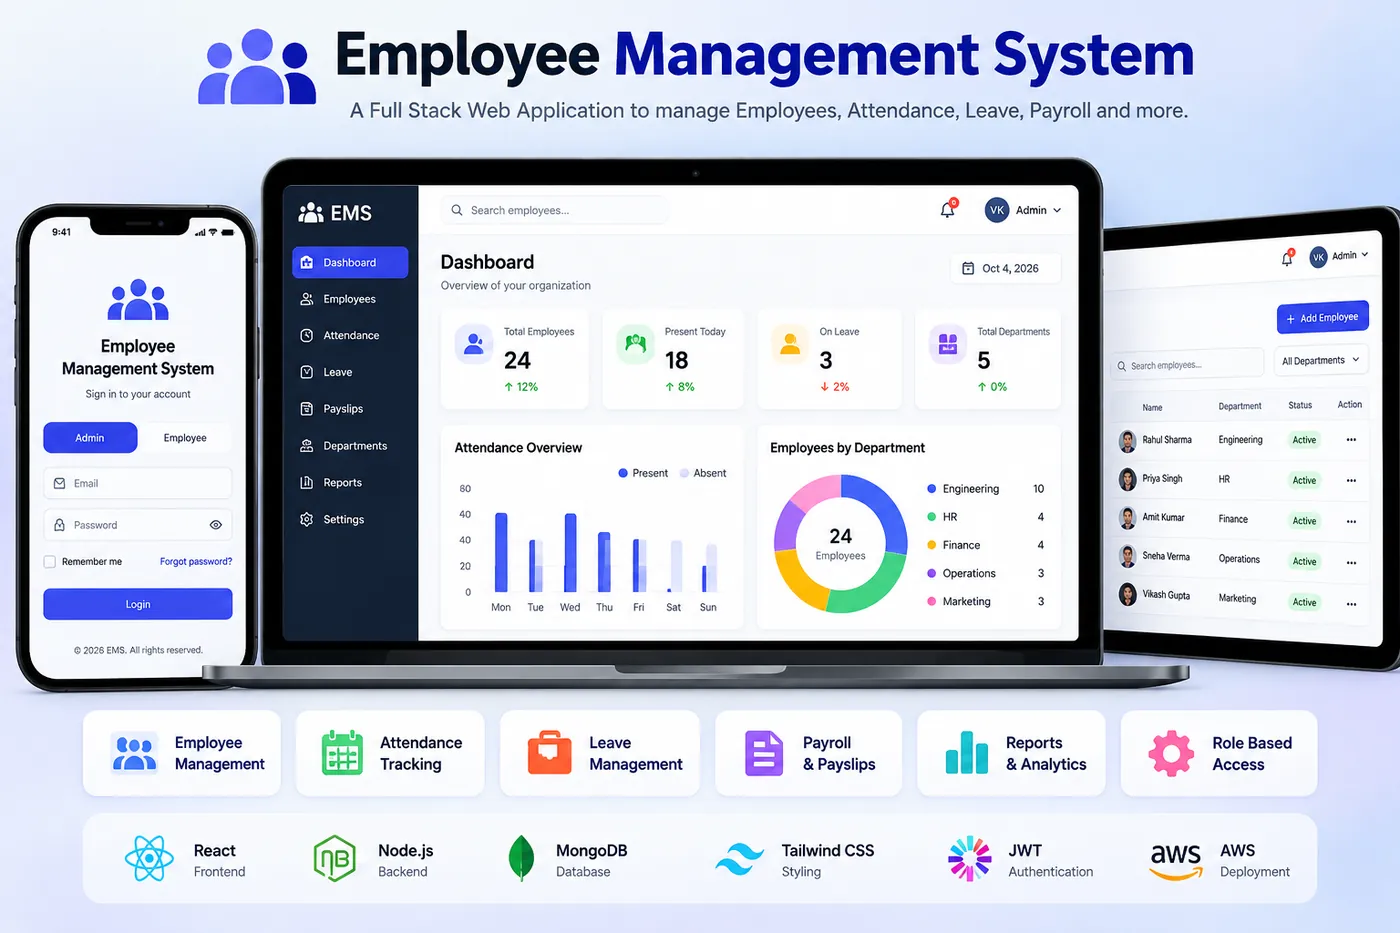 Employee Management System
A Full Stack Web Application to manage Employees, Attendance, Leave, Payroll and more.
9:41
Employee
Management System
Sign in to your account
Admin
Employee
Email
Password
Remember me
Forgot password?
Login
© 2026 EMS. All rights reserved.
EMS
Dashboard
Employees
Attendance
Leave
Payslips
Departments
Reports
Settings
Search employees...
VK
Admin
Dashboard
Overview of your organization
Oct 4, 2026
Total Employees
24
↑ 12%
Present Today
18
↑ 8%
On Leave
3
↓ 2%
Total Departments
5
↑ 0%
Attendance Overview
Present
Absent
80
40
40
20
0
Mon
Tue
Wed
Thu
Fri
Sat
Sun
Employees by Department
24
Employees
Engineering 10
HR 4
Finance 4
Operations 3
Marketing 3
VK
Admin
+ Add Employee
Search employees...
All Departments
Name Department Status Action
Rahul Sharma Engineering Active ...
Priya Singh HR Active ...
Amit Kumar Finance Active ...
Sneha Verma Operations Active ...
Vikash Gupta Marketing Active ...
Employee
Management
Attendance
Tracking
Leave
Management
Payroll
& Payslips
Reports
& Analytics
Role Based
Access
React
Frontend
Node.js
Backend
MongoDB
Database
Tailwind CSS
Styling
JWT
Authentication
aws
AWS
Deployment